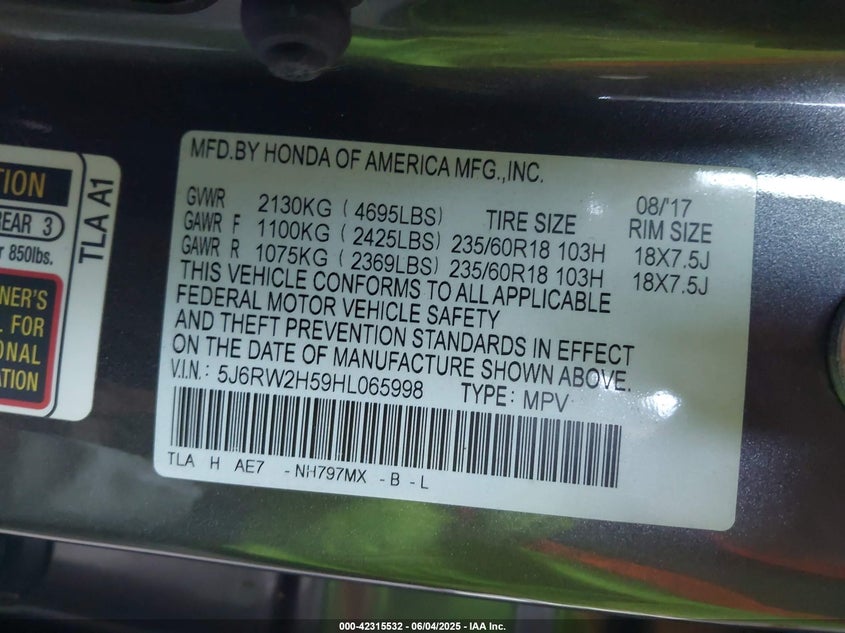 TION
REAR 3
r 850lbs.
NER'S
L FOR
ONAL
ATION
TLA A1
MFD.BY HONDA OF AMERICA MFG.,INC.
08/'17
GVWR 2130KG (4695LBS) TIRE SIZE RIM SIZE
GAWR F 1100KG (2425LBS) 235/60R18 103H 18X7.5J
GAWR R 1075KG (2369LBS) 235/60R18 103H 18X7.5J
THIS VEHICLE CONFORMS TO ALL APPLICABLE
FEDERAL MOTOR VEHICLE SAFETY
AND THEFT PREVENTION STANDARDS IN EFFECT
ON THE DATE OF MANUFACTURE SHOWN ABOVE.
V.I.N.: 5J6RW2H59HL065998 TYPE: MPV
TLA H AE7 -NH797MX -B -L
000-42315532 - 06/04/2025 - IAA Inc.